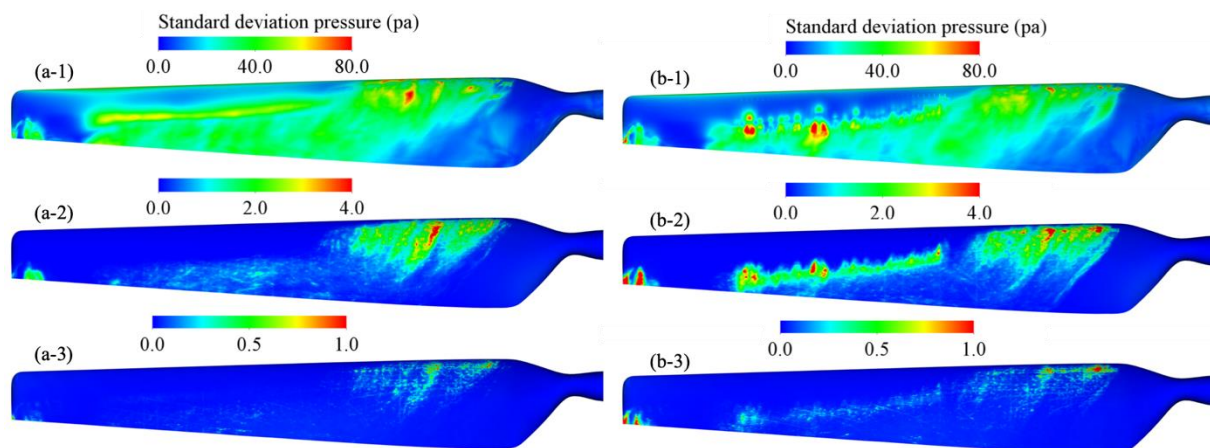 Standard deviation pressure (pa)
0.0 40.0 80.0
(a-1)
0.0 2.0 4.0
(a-2)
0.0 0.5 1.0
(a-3)
Standard deviation pressure (pa)
0.0 40.0 80.0
(b-1)
0.0 2.0 4.0
(b-2)
0.0 0.5 1.0
(b-3)